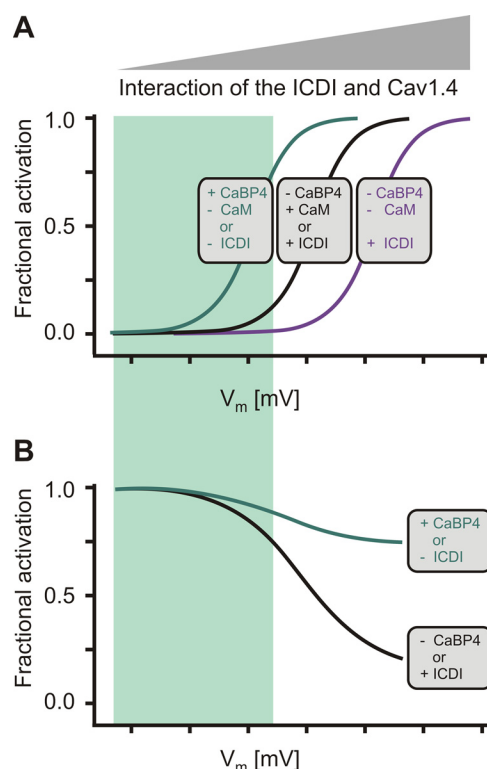 A
Interaction of the ICDI and Cav1.4
Fractional activation
1.0
0.5
0.0
+ CaBP4
- CaM
or
- ICDI
- CaBP4
+ CaM
or
+ ICDI
- CaBP4
- CaM
+ ICDI
Vm [mV]
B
Fractional activation
1.0
0.5
0.0
+ CaBP4
or
- ICDI
- CaBP4
or
+ ICDI
Vm [mV]